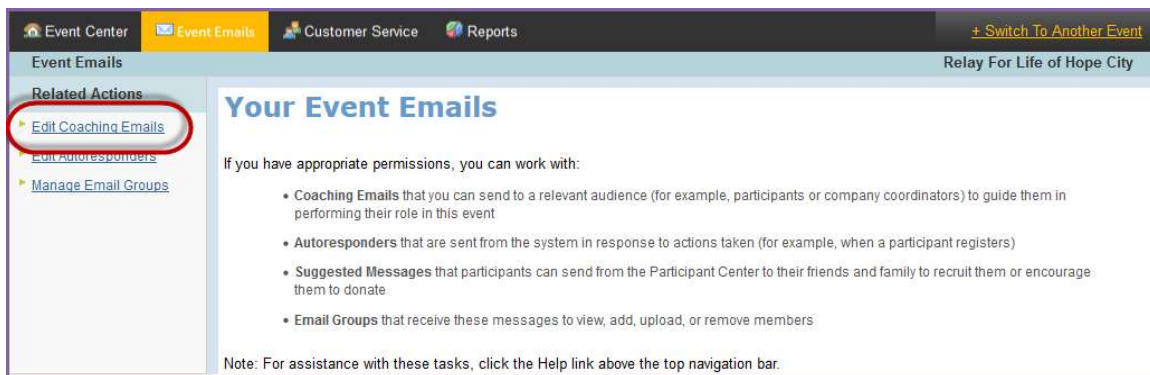 Event Center Event Emails Customer Service Reports + Switch To Another Event
Event Emails Relay For Life of Hope City
Related Actions
Edit Coaching Emails
Edit Autoresponders
Manage Email Groups
Your Event Emails
If you have appropriate permissions, you can work with:
• Coaching Emails that you can send to a relevant audience (for example, participants or company coordinators) to guide them in
performing their role in this event
• Autoresponders that are sent from the system in response to actions taken (for example, when a participant registers)
• Suggested Messages that participants can send from the Participant Center to their friends and family to recruit them or encourage
them to donate
• Email Groups that receive these messages to view, add, upload, or remove members
Note: For assistance with these tasks, click the Help link above the top navigation bar.